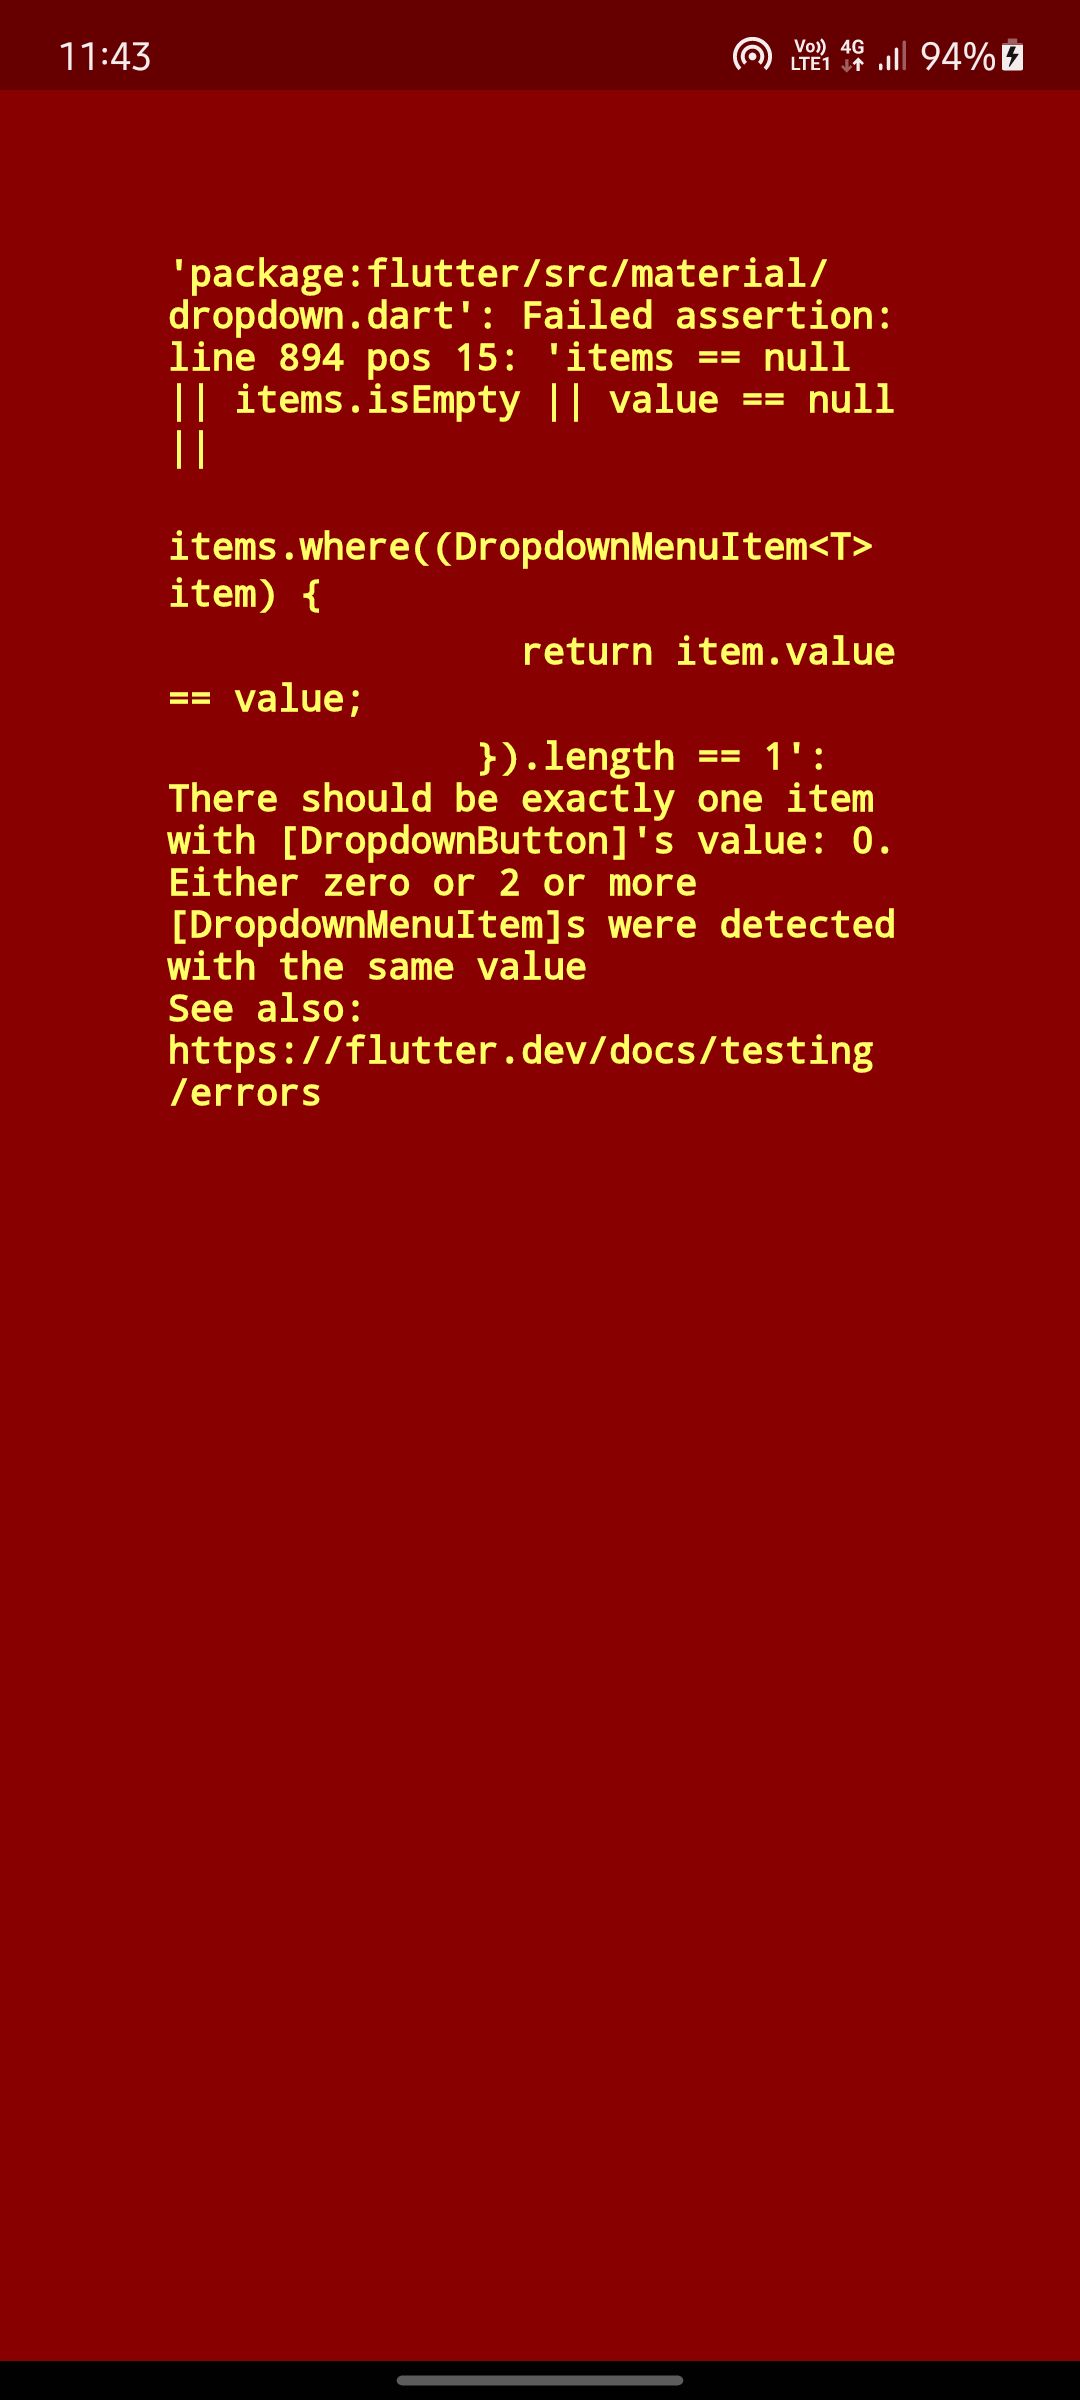 11:43
Vo)) LTE1 4G 94%
'package:flutter/src/material/
dropdown.dart': Failed assertion:
line 894 pos 15: 'items == null
|| items.isEmpty || value == null
||
items.where((DropdownMenuItem<T>
item) {
return item.value
== value;
}).length == 1':
There should be exactly one item
with [DropdownButton]'s value: 0.
Either zero or 2 or more
[DropdownMenuItem]s were detected
with the same value
See also:
https://flutter.dev/docs/testing
/errors